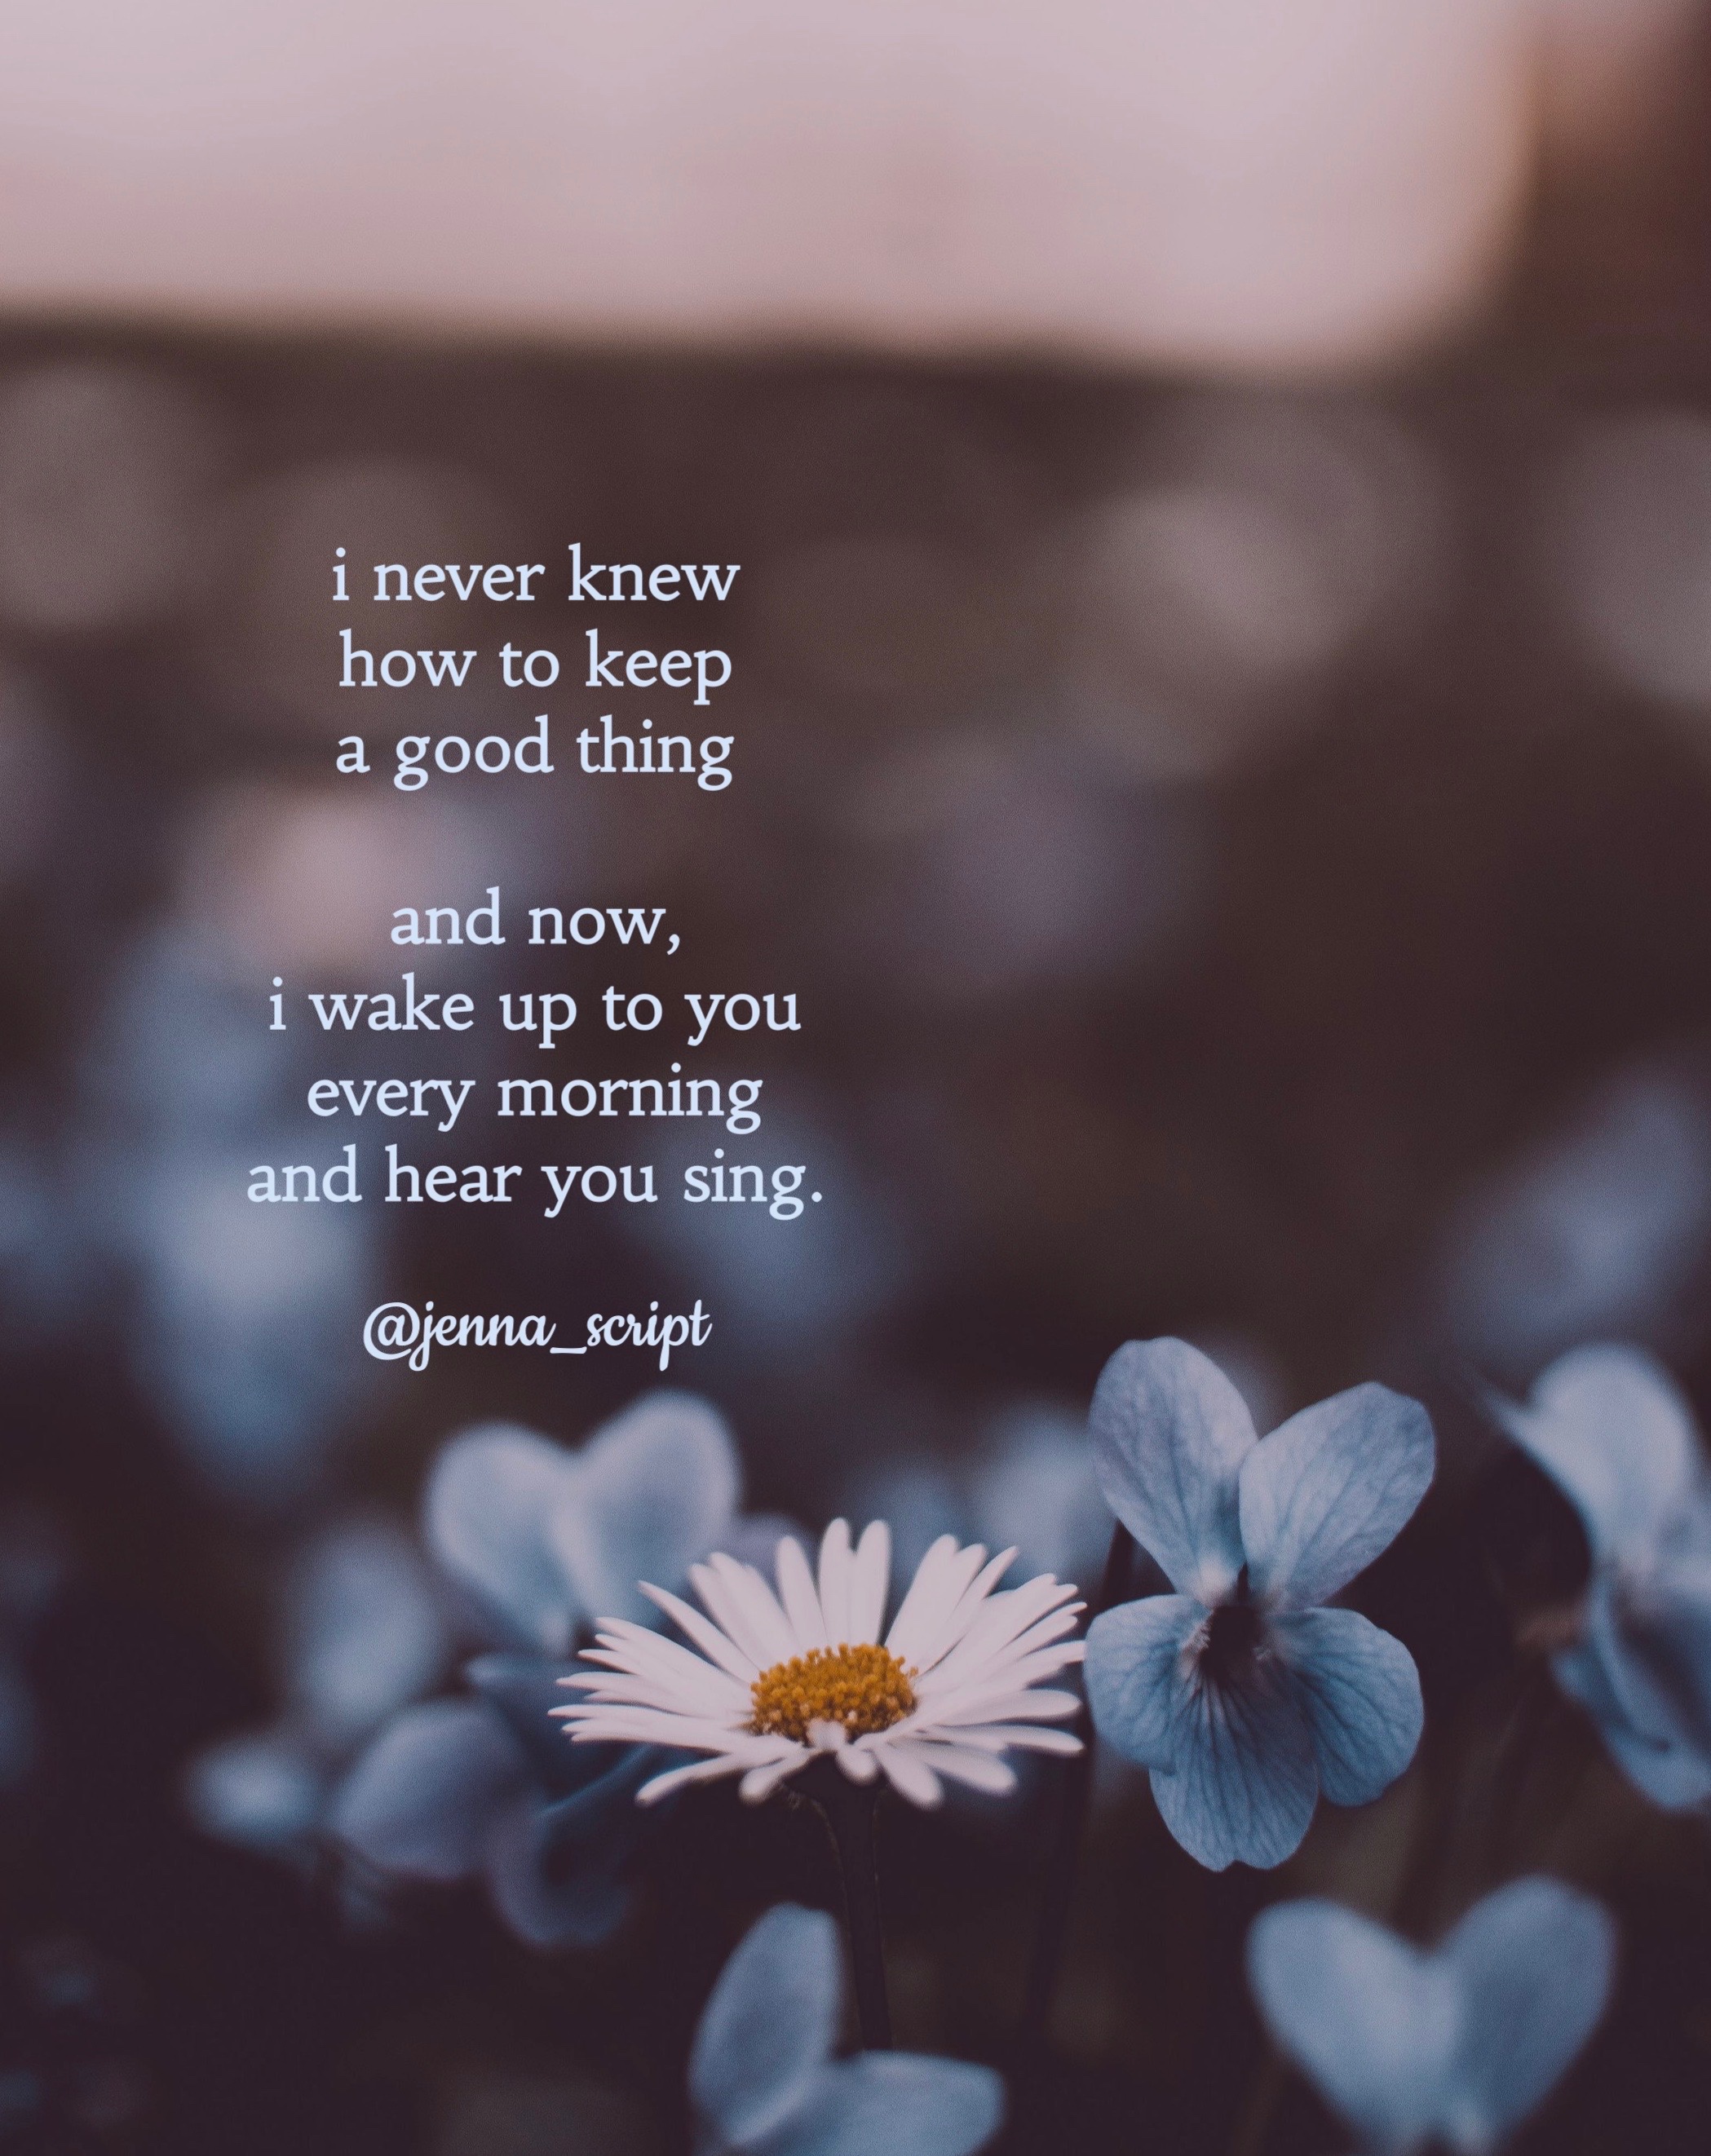 i never knew
how to keep
a good thing
and now,
i wake up to you
every morning
and hear you sing.
@jenna_script